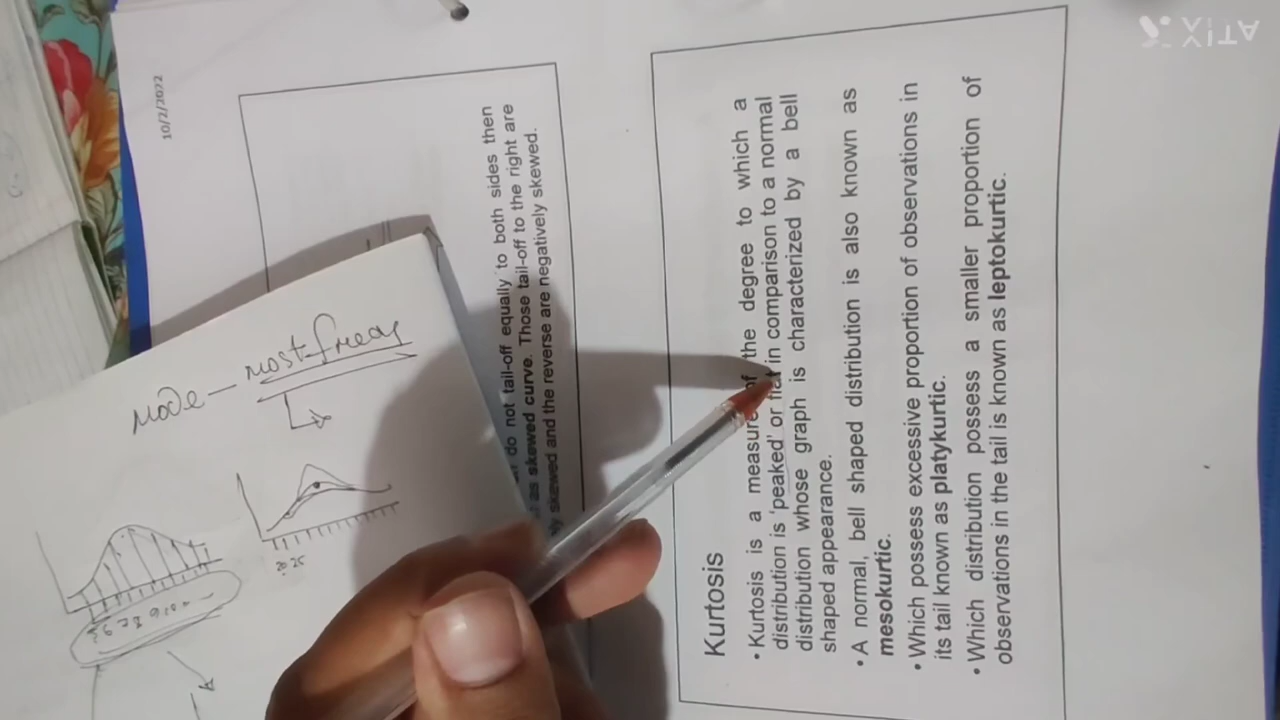 10/2/2022
do not tail-off equally to both sides then
as skewed curve. Those tail-off to the right are
skewed and the reverse are negatively skewed.
Mode - most freq
Kurtosis
• Kurtosis is a measure of the degree to which a
distribution is 'peaked' or flat in comparison to a normal
distribution whose graph is characterized by a bell
shaped appearance.
• A normal, bell shaped distribution is also known as
mesokurtic.
• Which possess excessive proportion of observations in
its tail known as platykurtic.
• Which distribution possess a smaller proportion of
observations in the tail is known as leptokurtic.